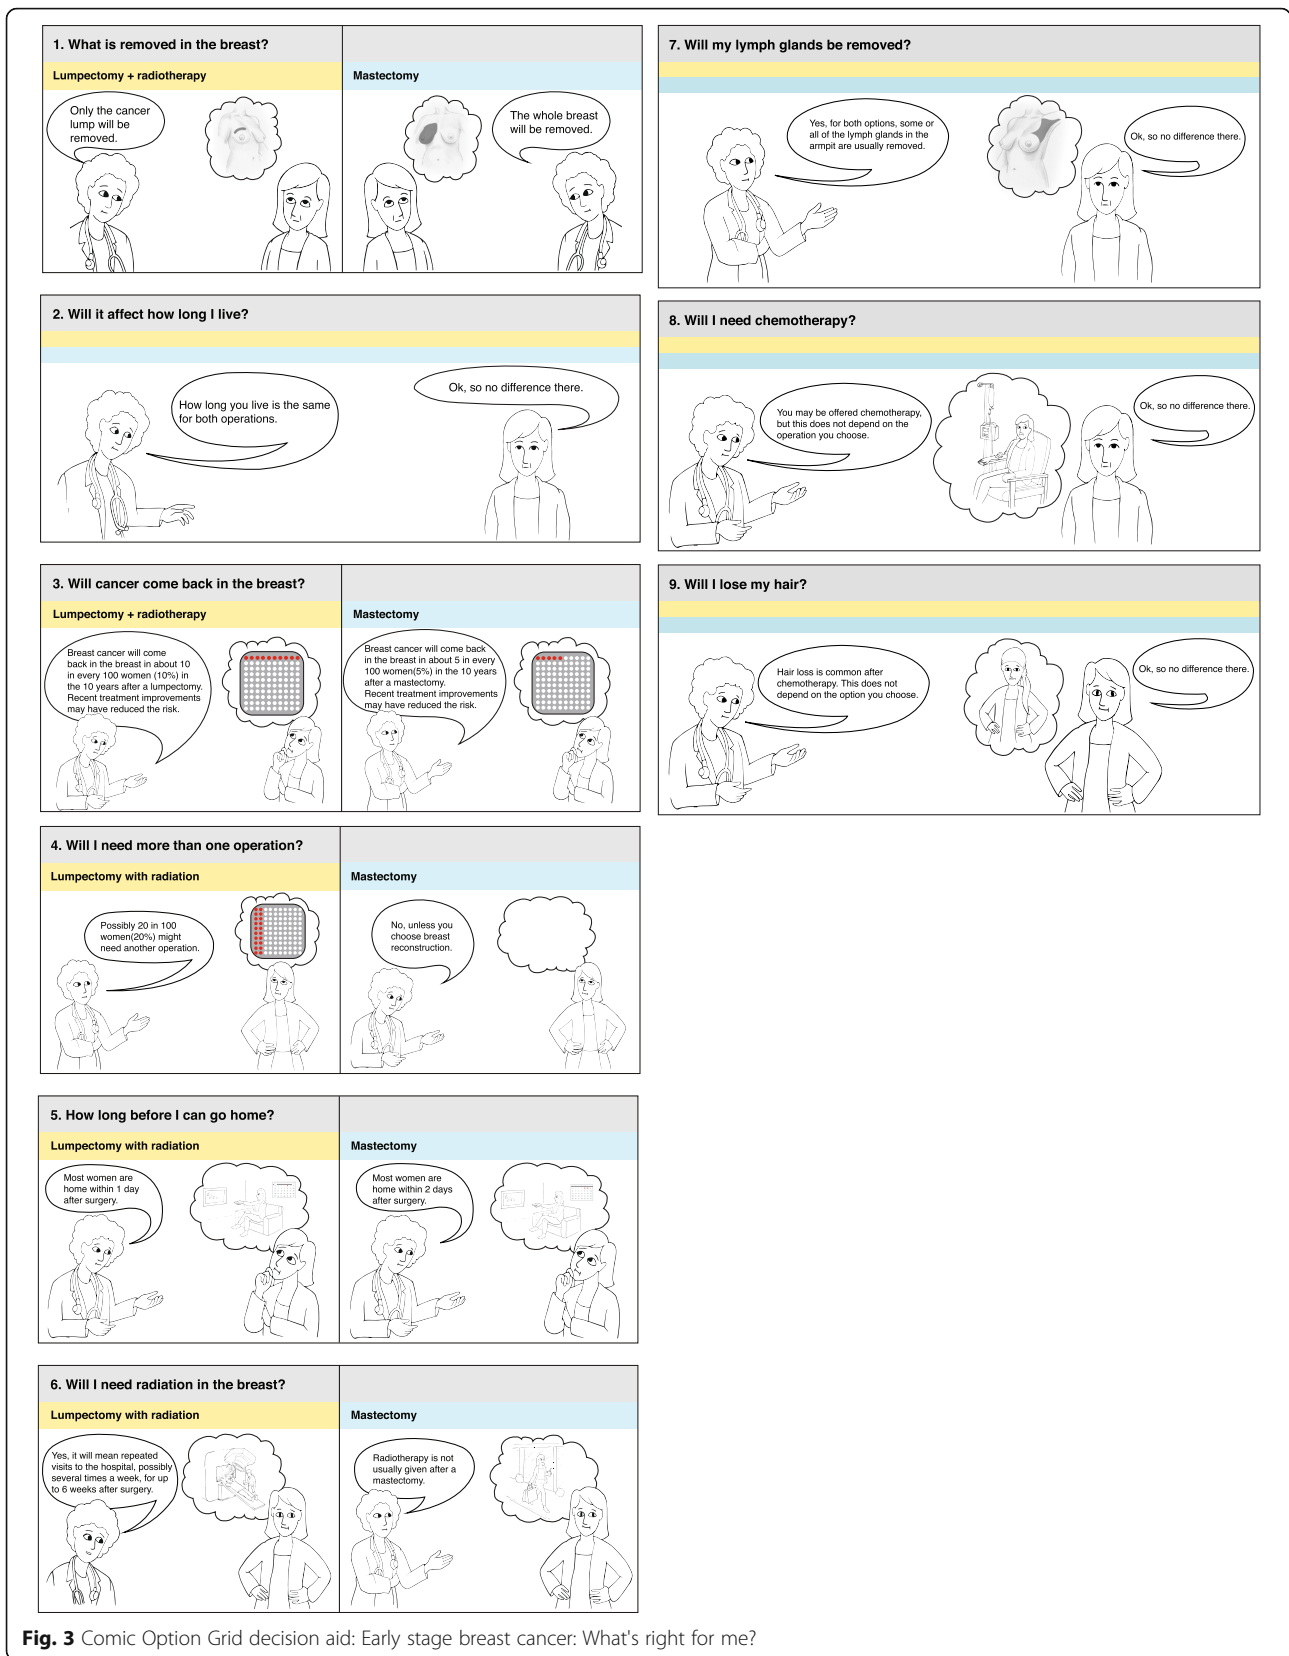 1. What is removed in the breast?
Lumpectomy + radiotherapy
Mastectomy
Only the cancer
lump will be
removed.
The whole breast
will be removed.
2. Will it affect how long I live?
How long you live is the same
for both operations.
Ok, so no difference there.
3. Will cancer come back in the breast?
Lumpectomy + radiotherapy
Mastectomy
Breast cancer will come
back in the breast in about 10
in every 100 women (10%) in
the 10 years after a lumpectomy.
Recent treatment improvements
may have reduced the risk.
Breast cancer will come back
in the breast in about 5 in every
100 women(5%) in the 10 years
after a mastectomy.
Recent treatment improvements
may have reduced the risk.
4. Will I need more than one operation?
Lumpectomy with radiation
Mastectomy
Possibly 20 in 100
women(20%) might
need another operation.
No, unless you
choose breast
reconstruction.
5. How long before I can go home?
Lumpectomy with radiation
Mastectomy
Most women are
home within 1 day
after surgery.
Most women are
home within 2 days
after surgery.
6. Will I need radiation in the breast?
Lumpectomy with radiation
Mastectomy
Yes, it will mean repeated
visits to the hospital, possibly
several times a week, for up
to 6 weeks after surgery.
Radiotherapy is not
usually given after a
mastectomy.
7. Will my lymph glands be removed?
Yes, for both options, some or
all of the lymph glands in the
armpit are usually removed.
Ok, so no difference there.
8. Will I need chemotherapy?
You may be offered chemotherapy,
but this does not depend on the
operation you choose.
Ok, so no difference there.
9. Will I lose my hair?
Hair loss is common after
chemotherapy. This does not
depend on the option you choose.
Ok, so no difference there.
Fig. 3 Comic Option Grid decision aid: Early stage breast cancer: What's right for me?